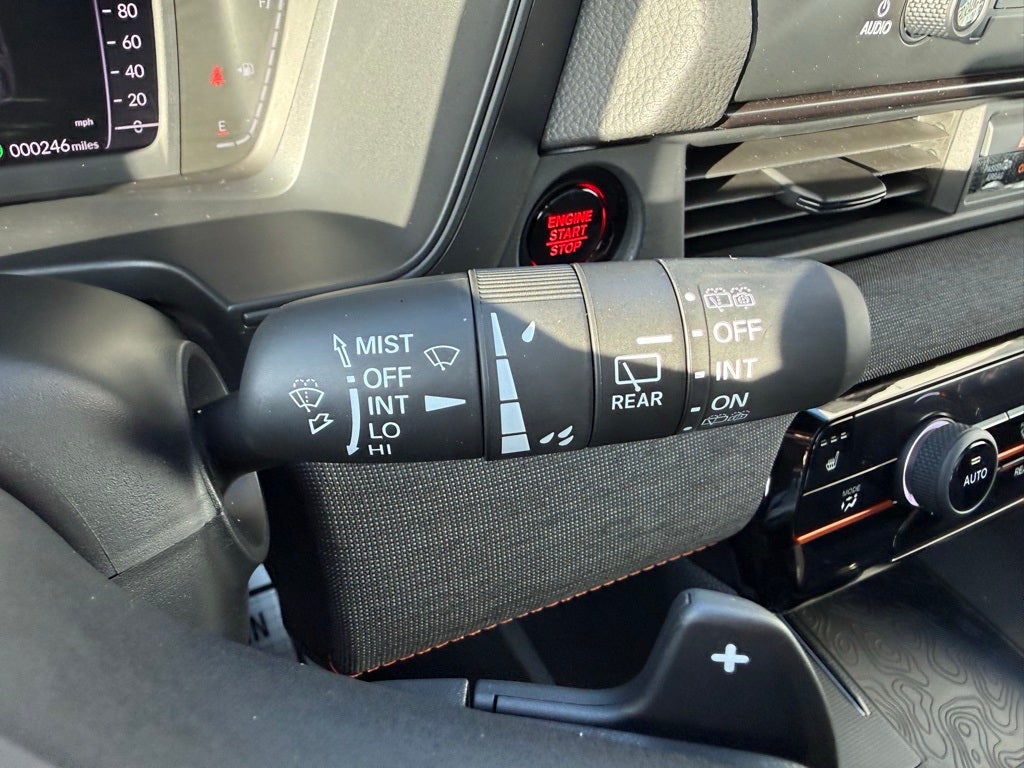 80
60
40
20
0
mph
000246 miles
E
AUDIO
ENGINE
START
STOP
MIST
OFF
INT
LO
HI
REAR
OFF
INT
ON
MODE
AUTO